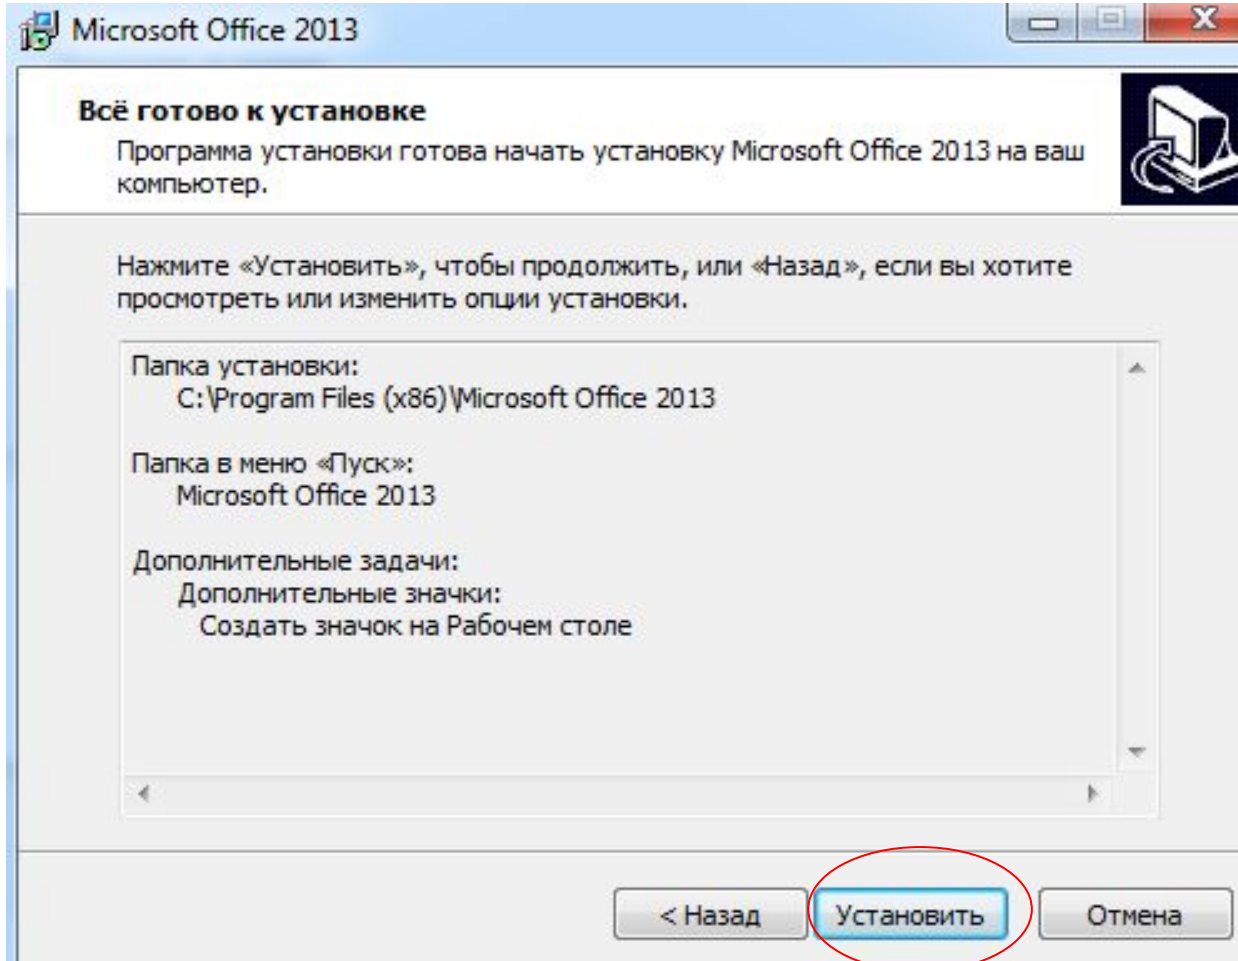 Microsoft Office 2013
Всё готово к установке
Программа установки готова начать установку Microsoft Office 2013 на ваш
компьютер.
Нажмите «Установить», чтобы продолжить, или «Назад», если вы хотите
просмотреть или изменить опции установки.
Папка установки:
C:\Program Files (x86)\Microsoft Office 2013
Папка в меню «Пуск»:
Microsoft Office 2013
Дополнительные задачи:
Дополнительные значки:
Создать значок на Рабочем столе
< Назад
Установить
Отмена